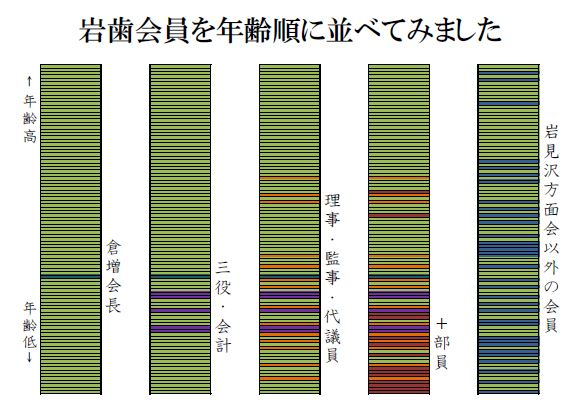 岩歯会員を年齢順に並べてみました
↑年齢高
年齢低↓
倉増会長
三役・会計
理事・監事・代議員
＋部員
岩見沢方面会以外の会員